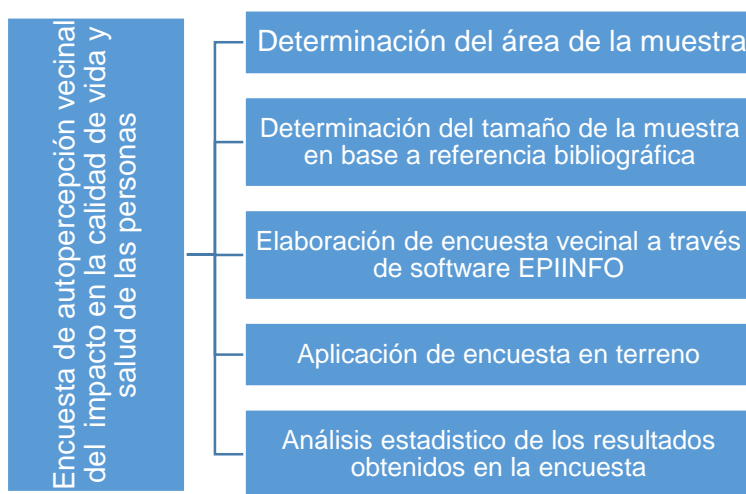 Encuesta de autopercepción vecinal
del impacto en la calidad de vida y
salud de las personas
Determinación del área de la muestra
Determinación del tamaño de la muestra
en base a referencia bibliográfica
Elaboración de encuesta vecinal a través
de software EPIINFO
Aplicación de encuesta en terreno
Análisis estadistico de los resultados
obtenidos en la encuesta